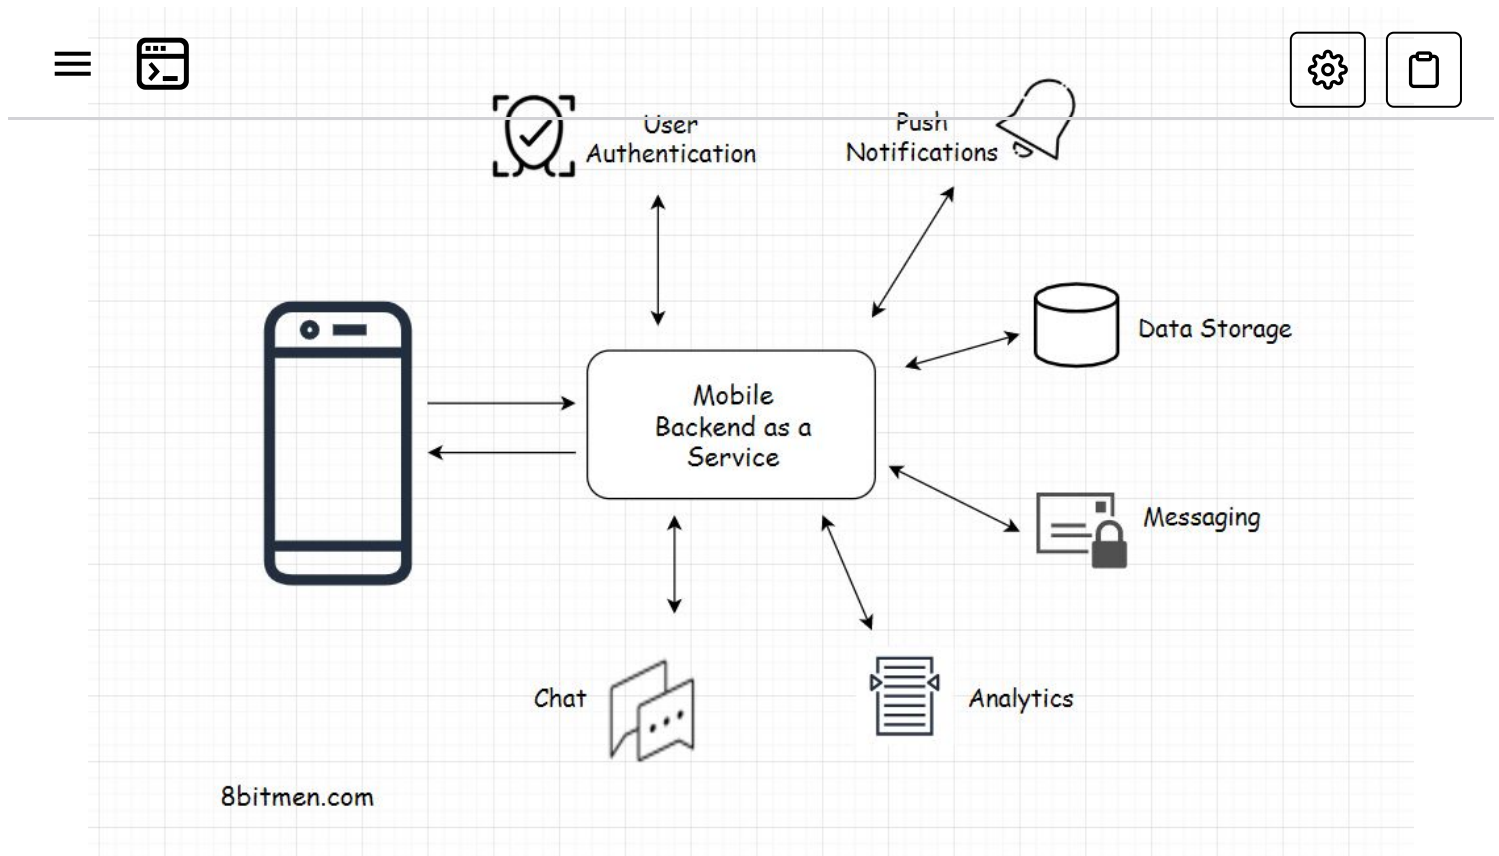 User
Authentication
Push
Notifications
Data Storage
Mobile
Backend as a
Service
Messaging
Chat
Analytics
8bitmen.com